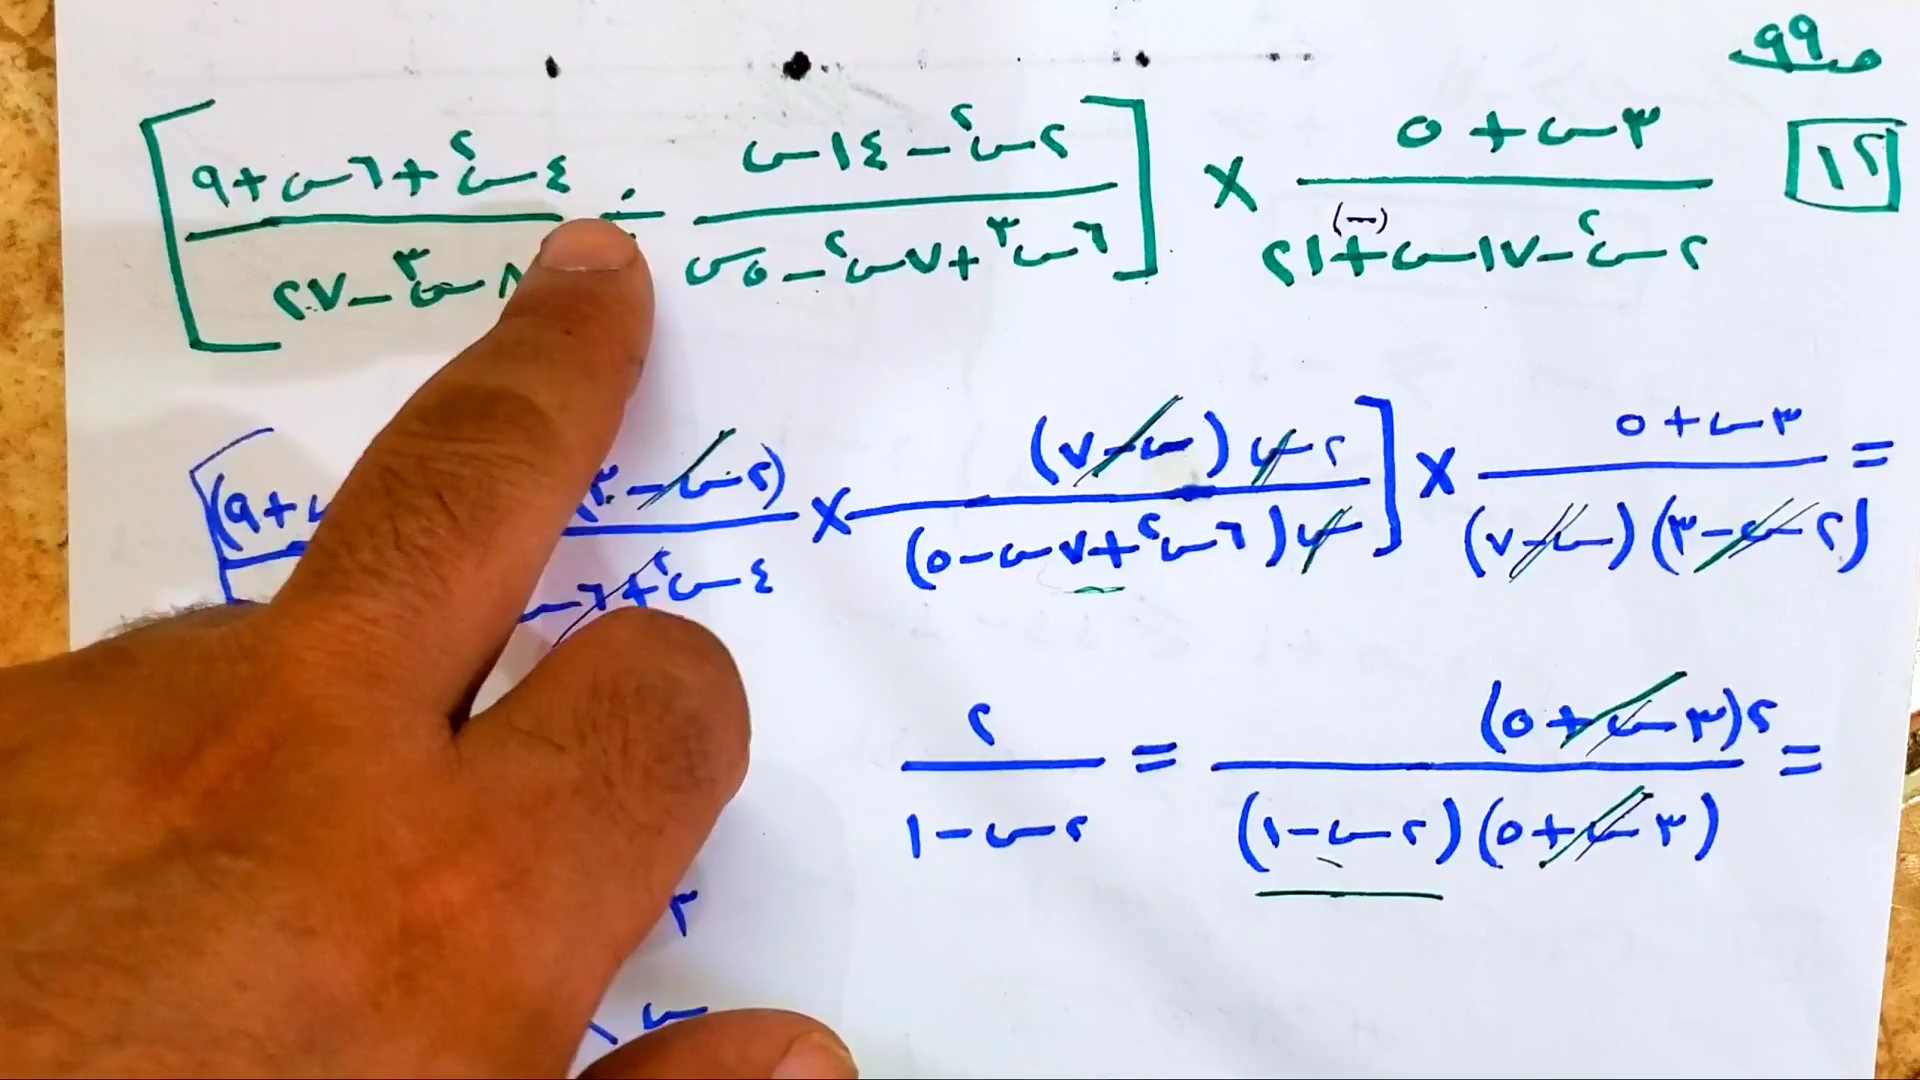 ص ٩٩
١٢
(٣س + ٥)/(٢س² - ١٧س + ٢١) × [(٢س² - ١٤س)/(٦س³ + ٧س² - ٥س) ÷ (٤س² + ٦س + ٩)/(٨س³ - ٢٧)]
(-)
= (٣س + ٥)/((٢س - ٣)(س - ٧)) × [٢س(س - ٧)/(س(٦س² + ٧س - ٥)) × (٢س - ٣)(
٩)
٤س² + ٦س
= ٢(٣س + ٥)/((٣س + ٥)(٢س - ١)) = ٢/(٢س - ١)
٣
س